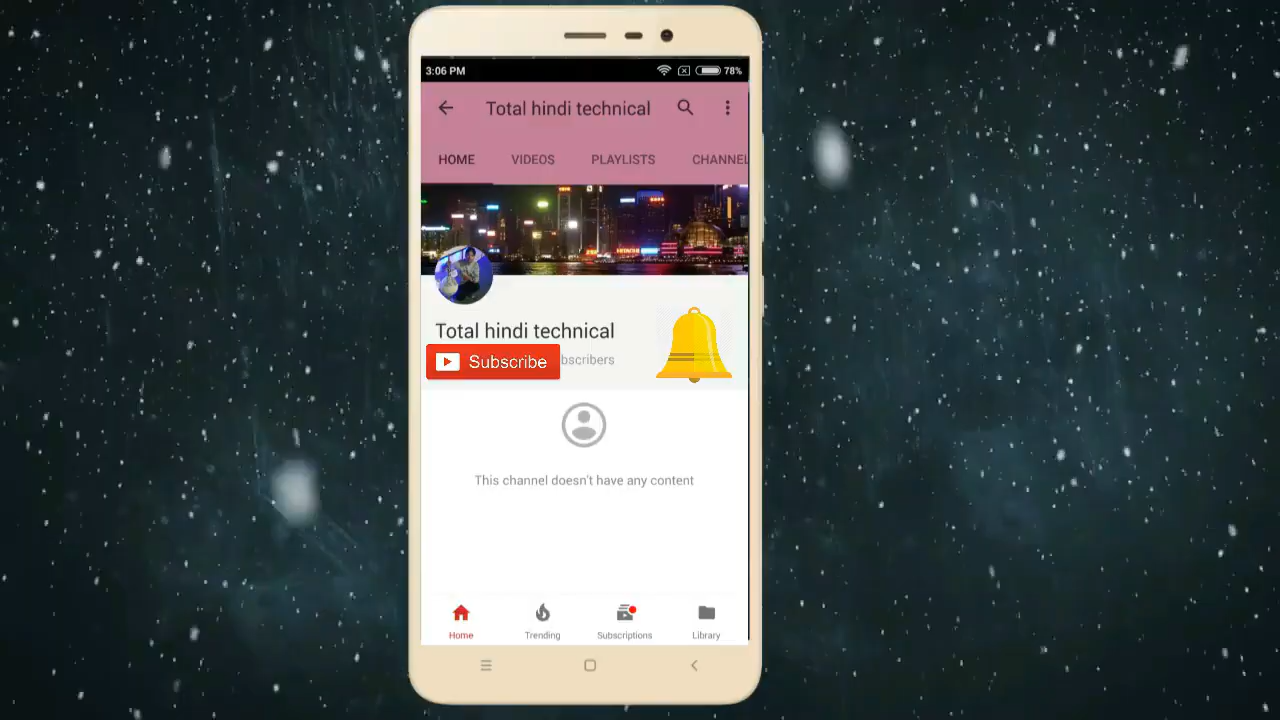 3:06 PM 78%
Total hindi technical
HOME VIDEOS PLAYLISTS CHANNEL
HITACHI
Total hindi technical
Subscribe bscribers
This channel doesn't have any content
Home Trending Subscriptions Library